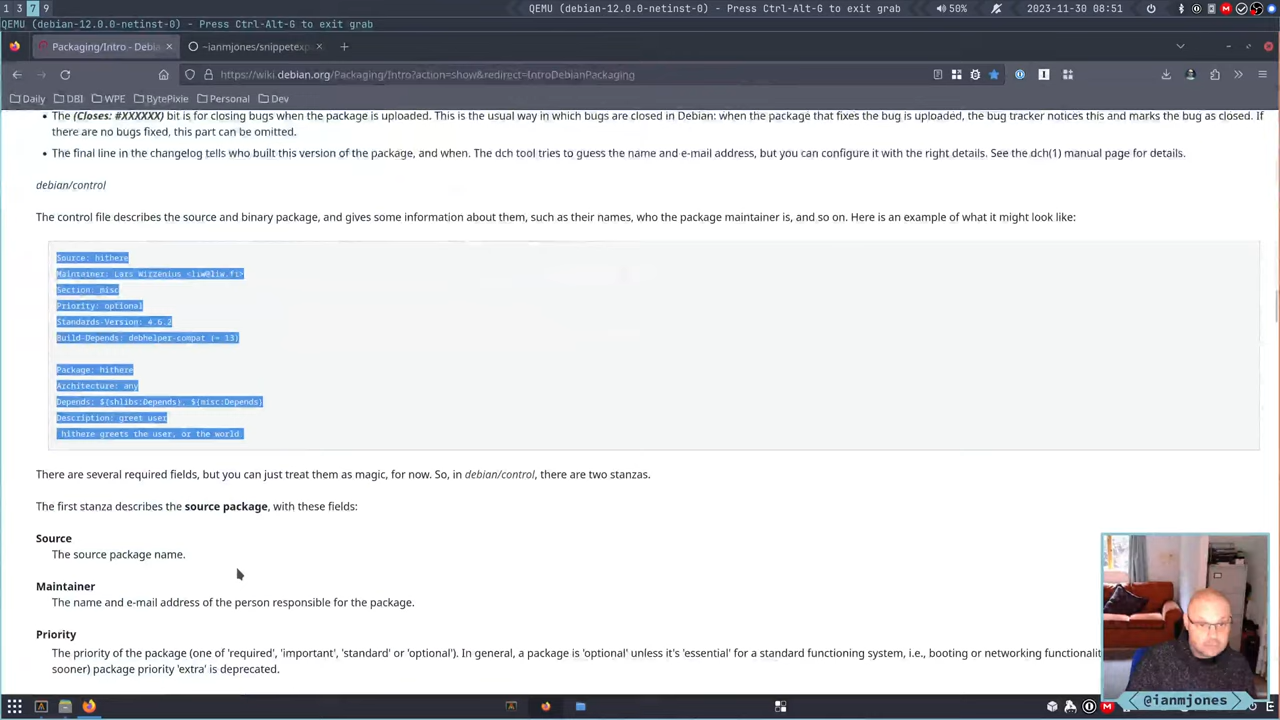 1 3 7 9
QEMU (debian-12.0.0-netinst-0) - Press Ctrl-Alt-G to exit grab
50%
2023-11-30 08:51
QEMU (debian-12.0.0-netinst-0) - Press Ctrl-Alt-G to exit grab
Packaging/Intro - Debia
~ianmjones/snippetexp
https://wiki.debian.org/Packaging/Intro?action=show&redirect=IntroDebianPackaging
Daily DBI WPE BytePixie Personal Dev
The (Closes: #XXXXXX) bit is for closing bugs when the package is uploaded. This is the usual way in which bugs are closed in Debian: when the package that fixes the bug is uploaded, the bug tracker notices this and marks the bug as closed. If
there are no bugs fixed, this part can be omitted.
The final line in the changelog tells who built this version of the package, and when. The dch tool tries to guess the name and e-mail address, but you can configure it with the right details. See the dch(1) manual page for details.
debian/control
The control file describes the source and binary package, and gives some information about them, such as their names, who the package maintainer is, and so on. Here is an example of what it might look like:
Source: hithere
Maintainer: Lars Wirzenius <liw@liw.fi>
Section: misc
Priority: optional
Standards-Version: 4.6.2
Build-Depends: debhelper-compat (= 13)
Package: hithere
Architecture: any
Depends: ${shlibs:Depends}, ${misc:Depends}
Description: greet user
hithere greets the user, or the world
There are several required fields, but you can just treat them as magic, for now. So, in debian/control, there are two stanzas.
The first stanza describes the source package, with these fields:
Source
The source package name.
Maintainer
The name and e-mail address of the person responsible for the package.
Priority
The priority of the package (one of 'required', 'important', 'standard' or 'optional'). In general, a package is 'optional' unless it's 'essential' for a standard functioning system, i.e., booting or networking functionalit
sooner) package priority 'extra' is deprecated.
@ianmjones